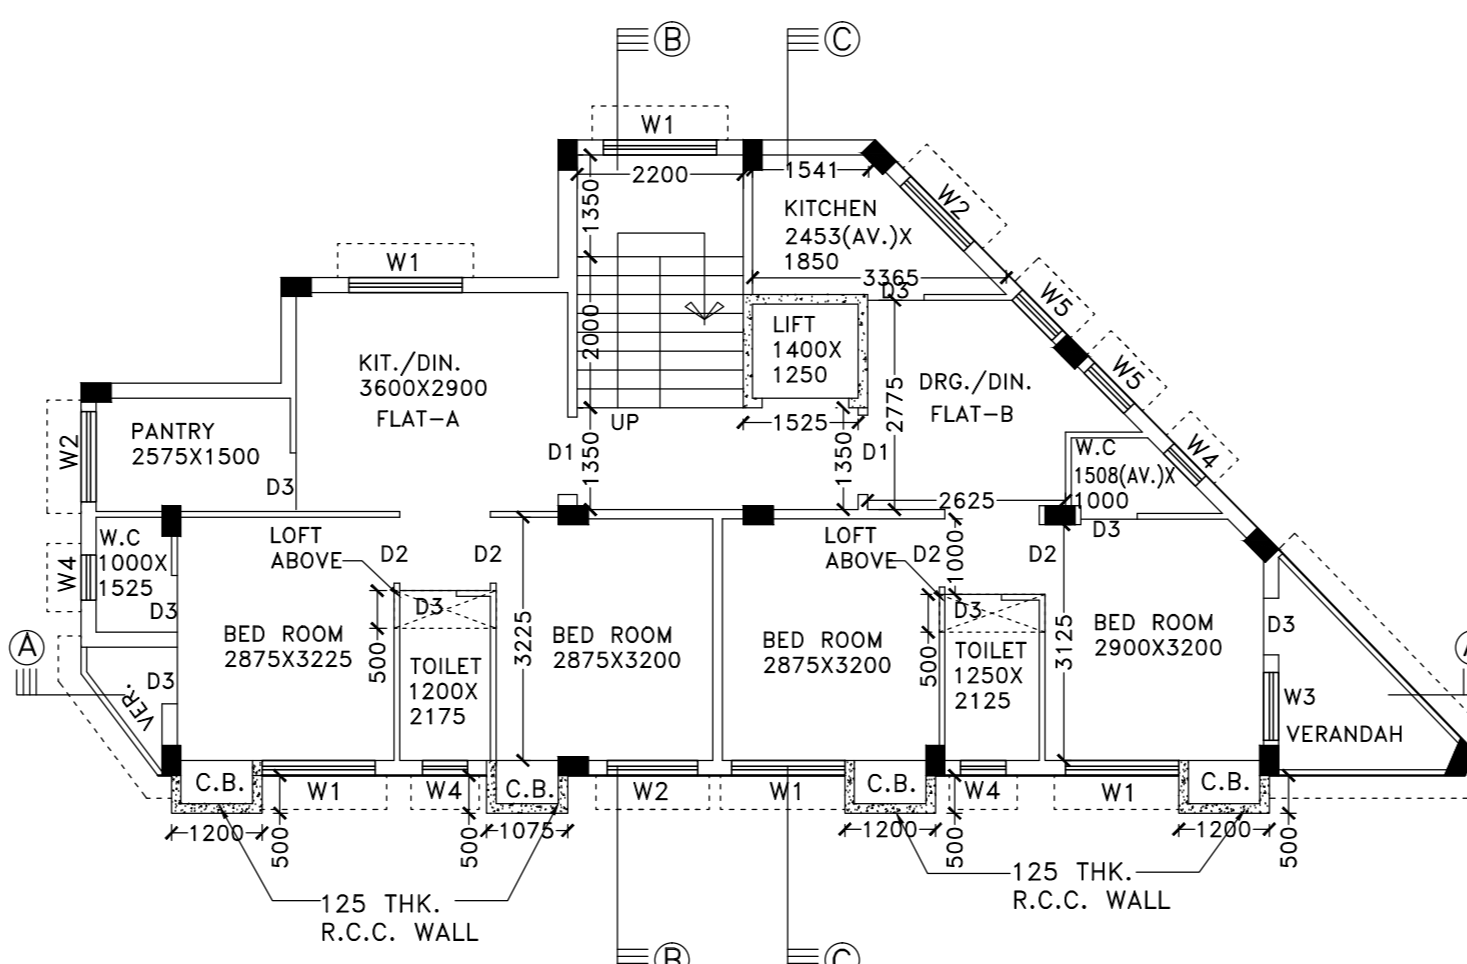 B
C
W1
2200
1541
1350
KITCHEN
2453(AV.)X
1850
W2
W1
3365
D3
W5
2000
LIFT
1400X
1250
KIT./DIN.
3600X2900
FLAT-A
DRG./DIN.
FLAT-B
2775
W5
UP
1525
PANTRY
2575X1500
W2
D3
D1
1350
1350
D1
W.C
1508(AV.)X
1000
W4
2625
D3
W.C
1000X
1525
W4
D3
LOFT
ABOVE
D2
D2
LOFT
ABOVE
D2
1000
D2
D3
D3
500
3225
500
3125
BED ROOM
2875X3225
TOILET
1200X
2175
BED ROOM
2875X3200
BED ROOM
2875X3200
TOILET
1250X
2125
BED ROOM
2900X3200
D3
A
A
VER.
D3
W3
VERANDAH
C.B.
W1
W4
C.B.
W2
W1
C.B.
W4
W1
C.B.
1200
500
500
1075
1200
500
1200
500
125 THK.
R.C.C. WALL
125 THK.
R.C.C. WALL
B
C